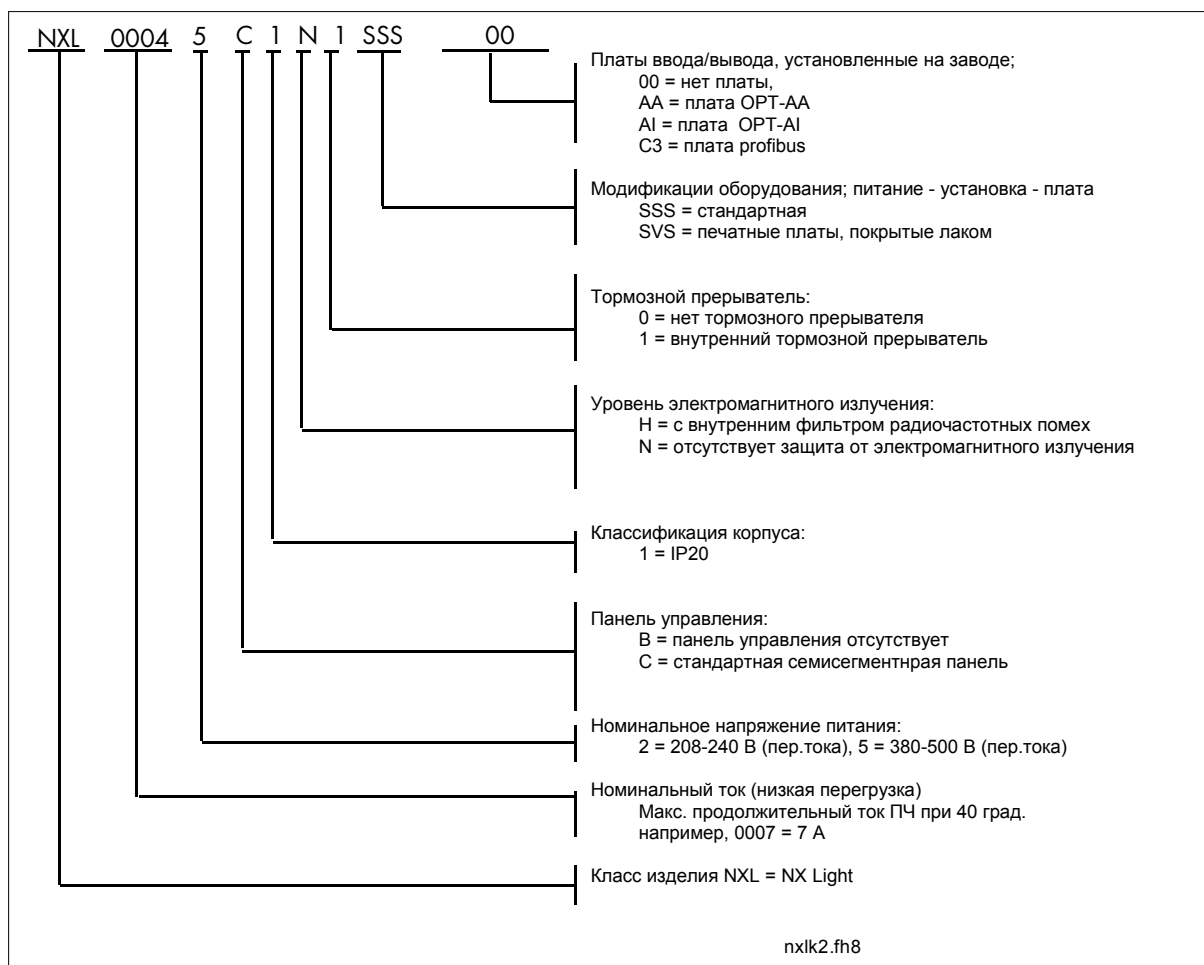 NXL 0004 5 C 1 N 1 SSS 00
Платы ввода/вывода, установленные на заводе;
00 = нет платы,
AA = плата OPT-AA
AI = плата OPT-AI
C3 = плата profibus
Модификации оборудования; питание - установка - плата
SSS = стандартная
SVS = печатные платы, покрытые лаком
Тормозной прерыватель:
0 = нет тормозного прерывателя
1 = внутренний тормозной прерыватель
Уровень электромагнитного излучения:
H = с внутренним фильтром радиочастотных помех
N = отсутствует защита от электромагнитного излучения
Классификация корпуса:
1 = IP20
Панель управления:
B = панель управления отсутствует
C = стандартная семисегментнрая панель
Номинальное напряжение питания:
2 = 208-240 В (пер.тока), 5 = 380-500 В (пер.тока)
Номинальный ток (низкая перегрузка)
Макс. продолжительный ток ПЧ при 40 град.
например, 0007 = 7 А
Класс изделия NXL = NX Light
nxlk2.fh8